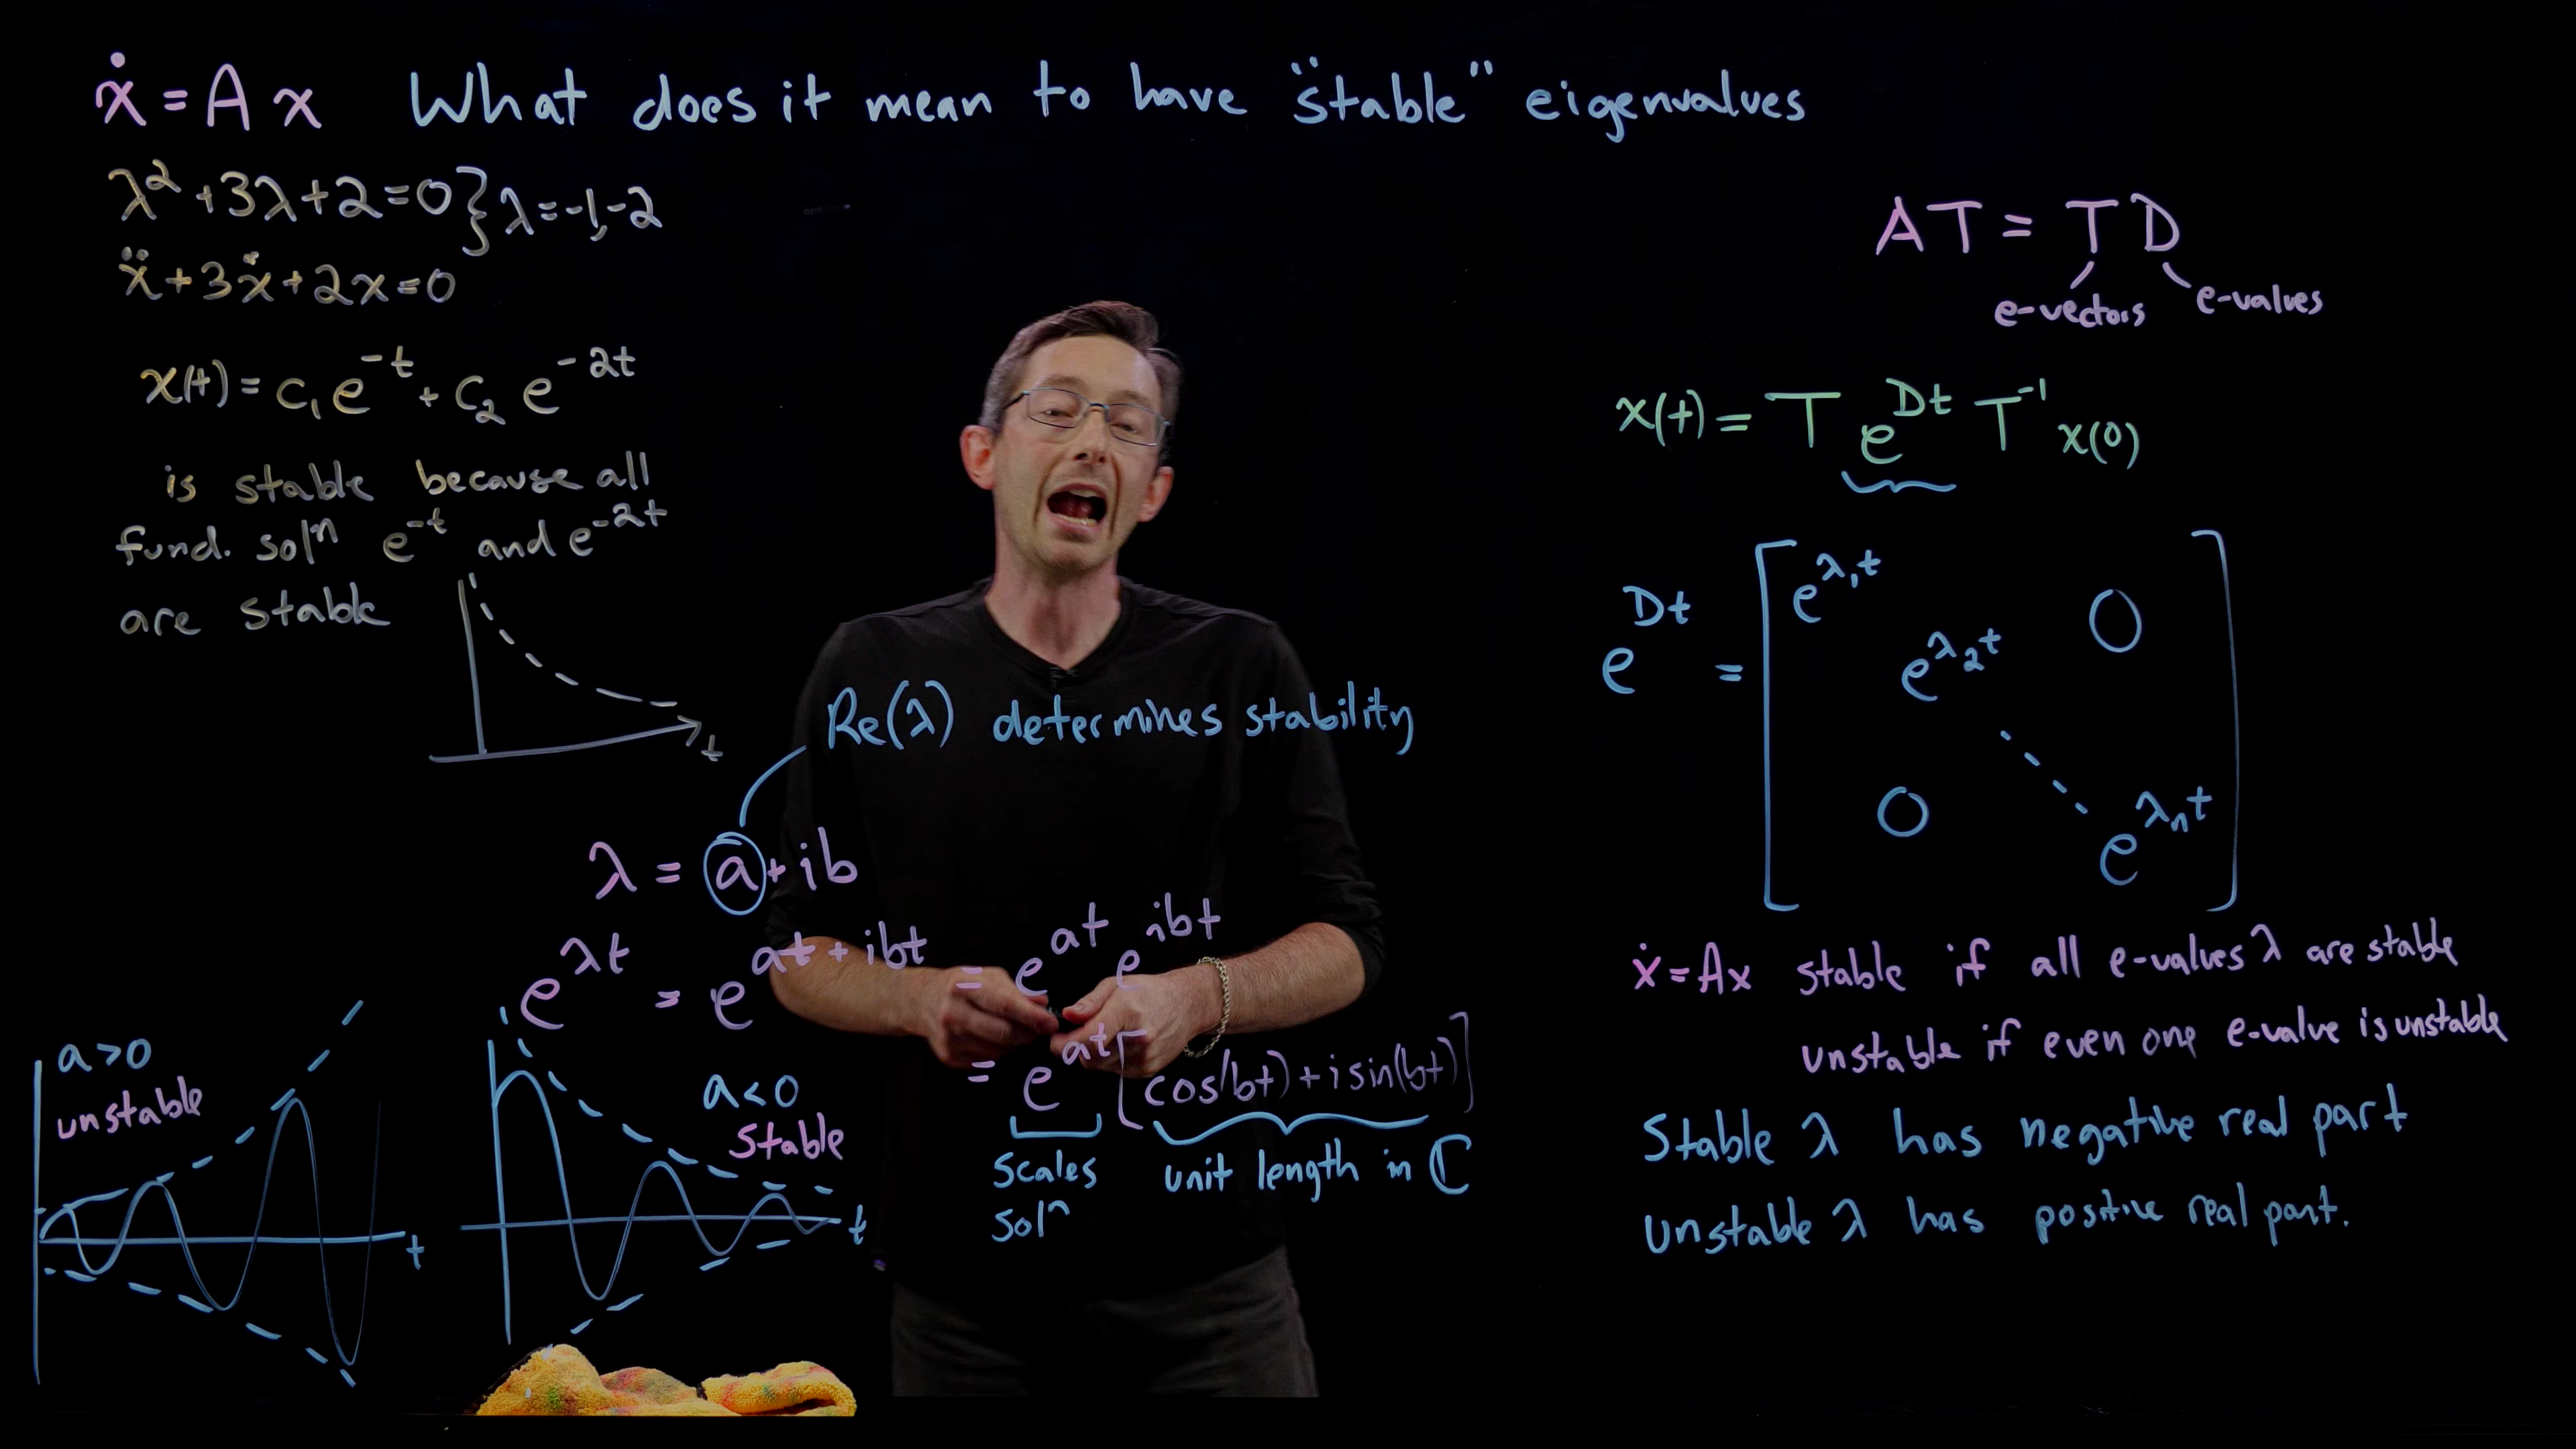 ẋ = A x What does it mean to have "stable" eigenvalues
λ² + 3λ + 2 = 0 } λ = -1, -2
ẍ + 3ẋ + 2x = 0
x(t) = c₁ e^{-t} + c₂ e^{-2t}
is stable because all
fund. solⁿ e^{-t} and e^{-2t}
are stable
t
Re(λ) determines stability
λ = a + ib
e^{λt} = e^{at + ibt} = e^{at} e^{ibt}
= e^{at} [cos(bt) + i sin(bt)]
scales
solⁿ
unit length in ℂ
a > 0
unstable
t
a < 0
stable
t
A T = T D
e-vectors
e-values
x(t) = T e^{Dt} T^{-1} x(0)
e^{Dt} = [
e^{λ₁t}
0
e^{λ₂t}
0
e^{λₙt}
]
ẋ = Ax stable if all e-values λ are stable
unstable if even one e-value is unstable
Stable λ has negative real part
unstable λ has positive real part.